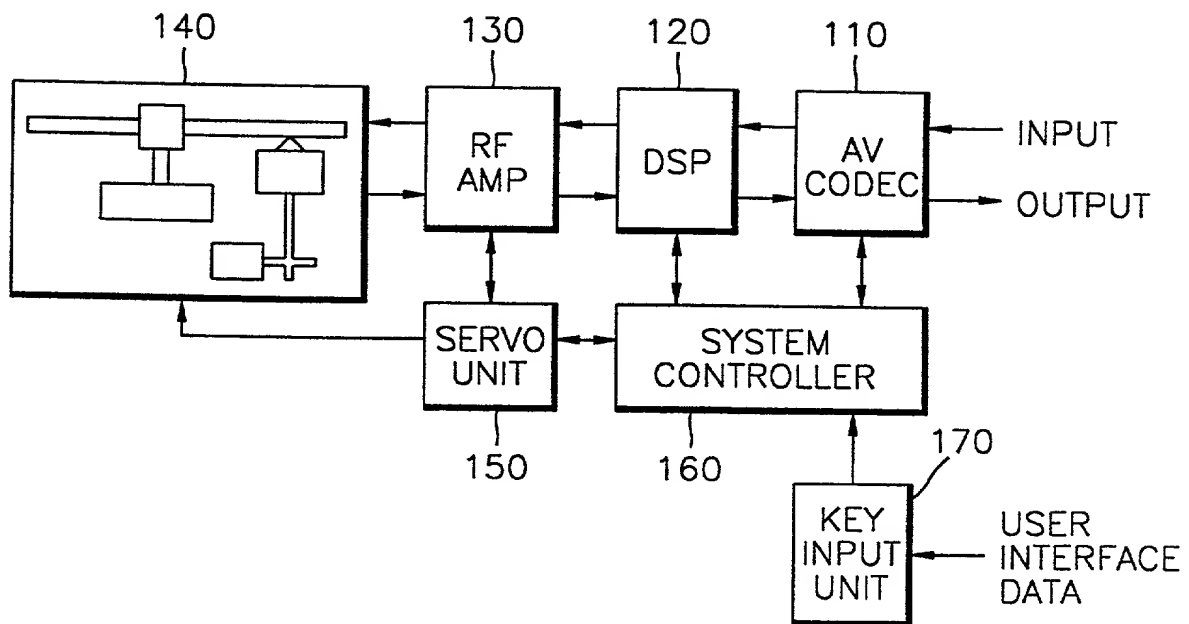 140
130
120
110
RF
AMP
DSP
AV
CODEC
INPUT
OUTPUT
SERVO
UNIT
SYSTEM
CONTROLLER
150
160
170
KEY
INPUT
UNIT
USER
INTERFACE
DATA